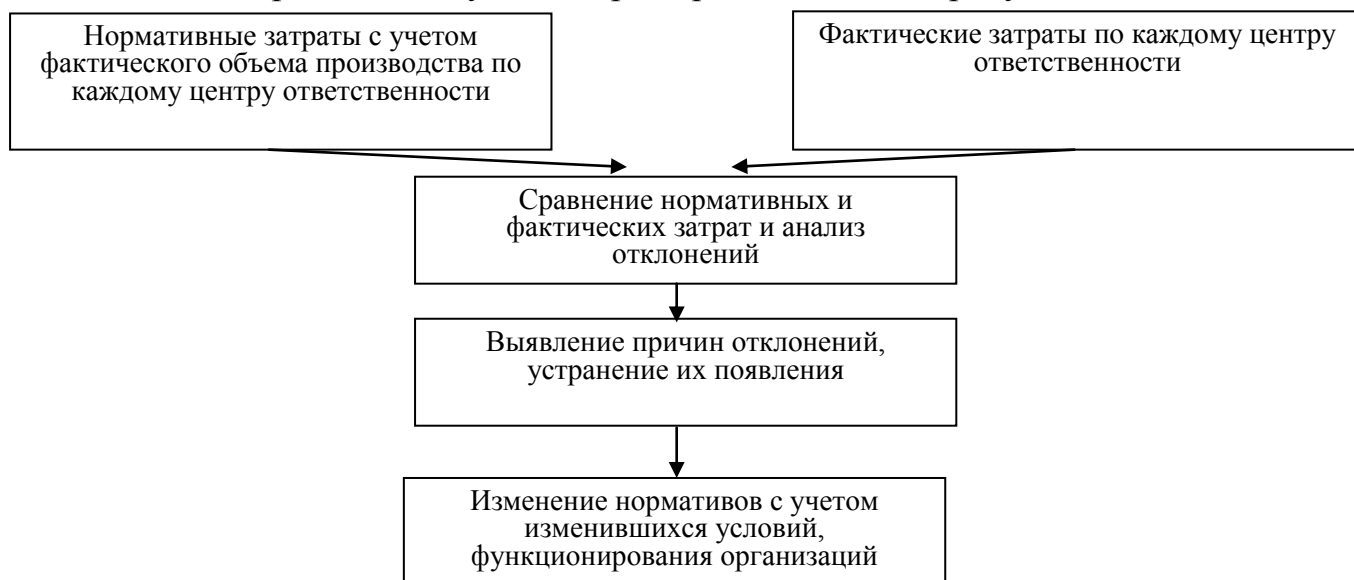 Нормативные затраты с учетом
фактического объема производства по
каждому центру ответственности
Фактические затраты по каждому центру
ответственности
Сравнение нормативных и
фактических затрат и анализ
отклонений
Выявление причин отклонений,
устранение их появления
Изменение нормативов с учетом
изменившихся условий,
функционирования организаций